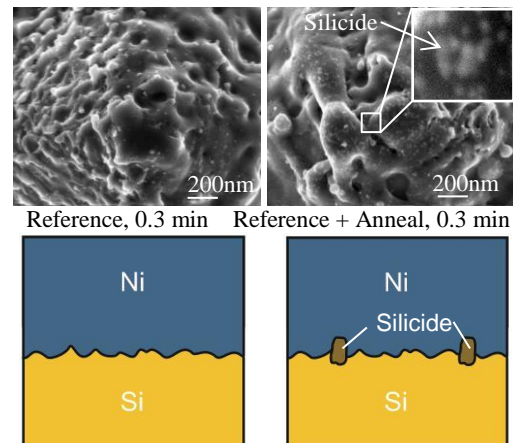 Silicide
200nm
200nm
Reference, 0.3 min
Reference + Anneal, 0.3 min
Ni
Si
Ni
Silicide
Si